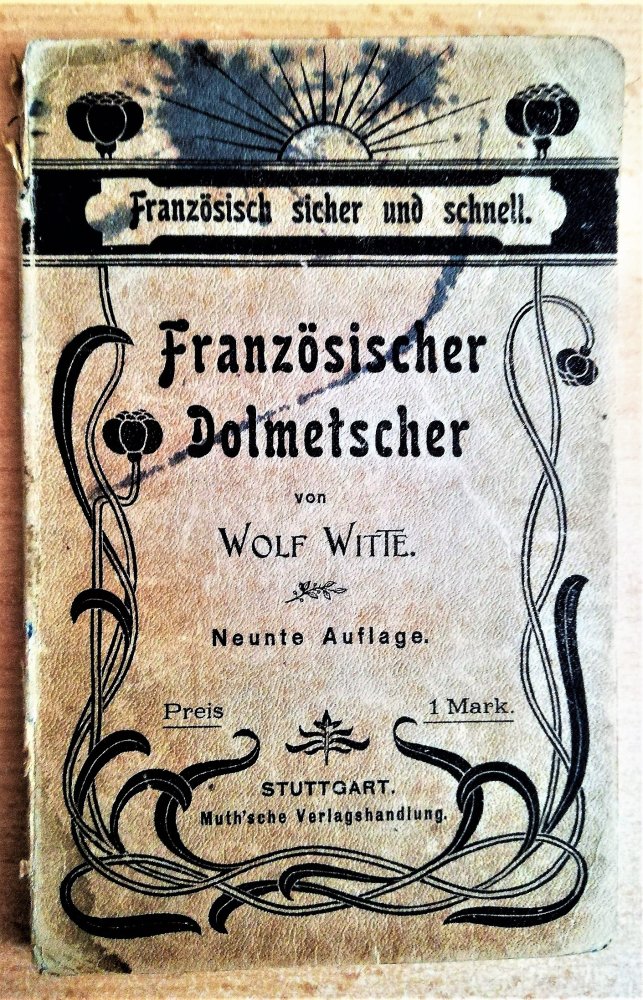 Französisch sicher und schnell.
Französischer
Dolmetscher
von
WOLF WITTE.
Neunte Auflage.
Preis 1 Mark.
STUTTGART.
Muth'sche Verlagshandlung.